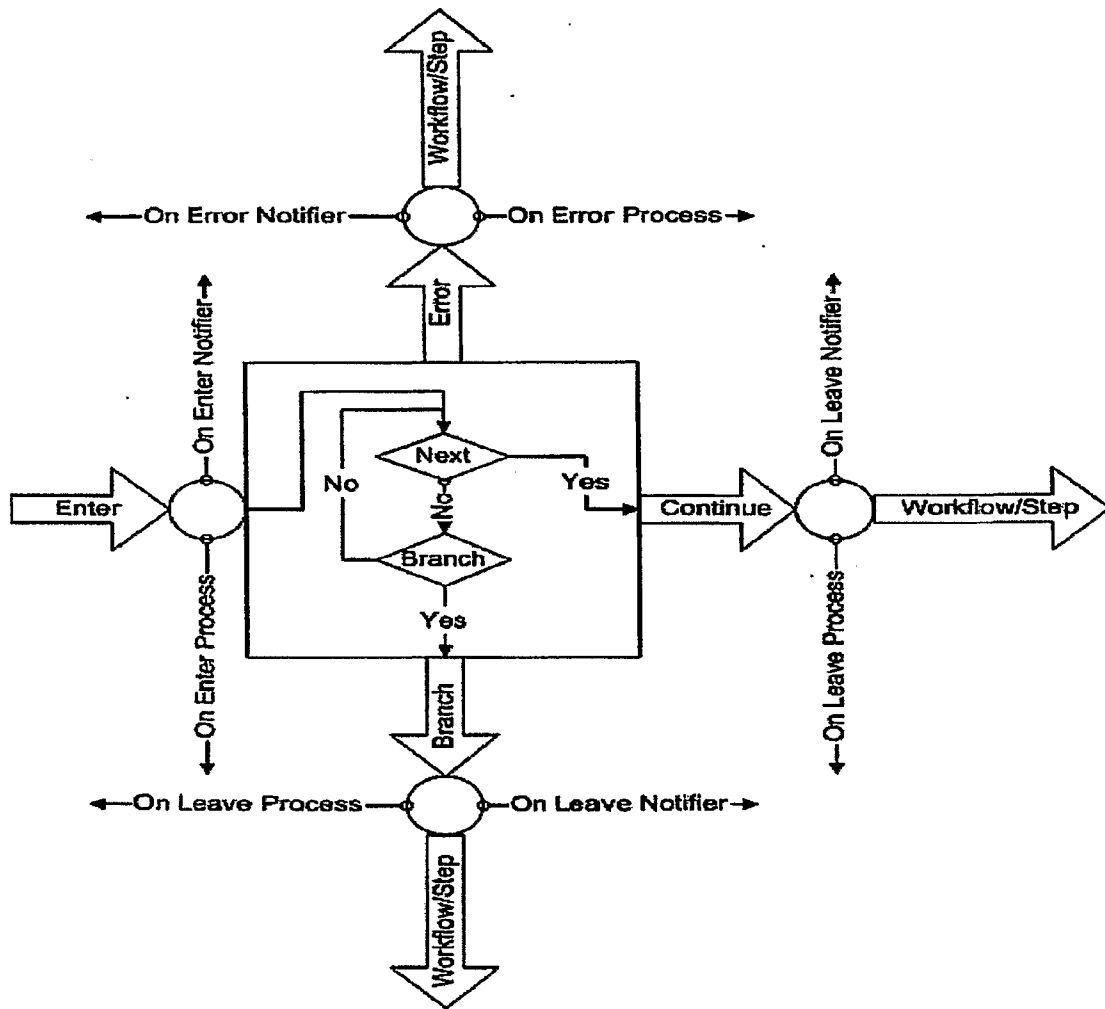 Workflow/Step
On Error Notifier
On Error Process
Error
On Enter Notifier
On Leave Notifier
Next
No
Yes
No
Enter
Continue
Workflow/Step
Branch
Yes
On Enter Process
On Leave Process
Branch
On Leave Process
On Leave Notifier
Workflow/Step